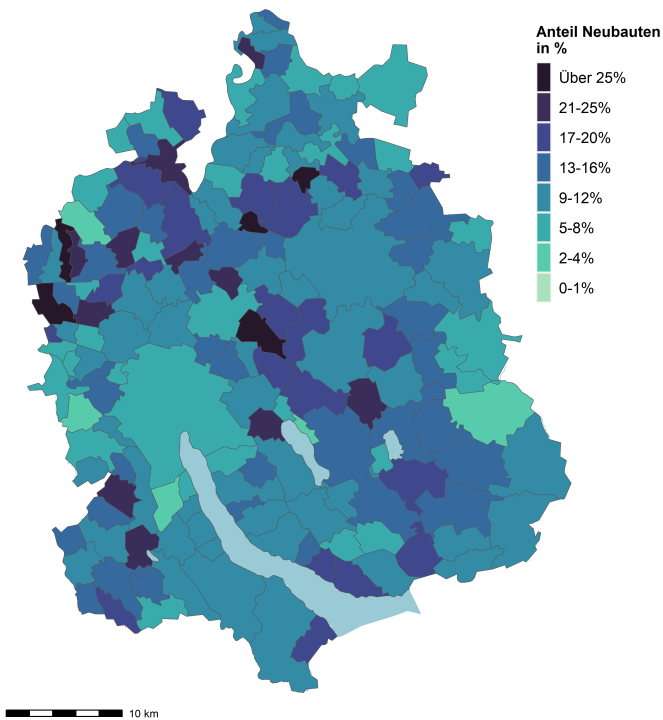 Anteil Neubauten
in %
Über 25%
21-25%
17-20%
13-16%
9-12%
5-8%
2-4%
0-1%
10 km